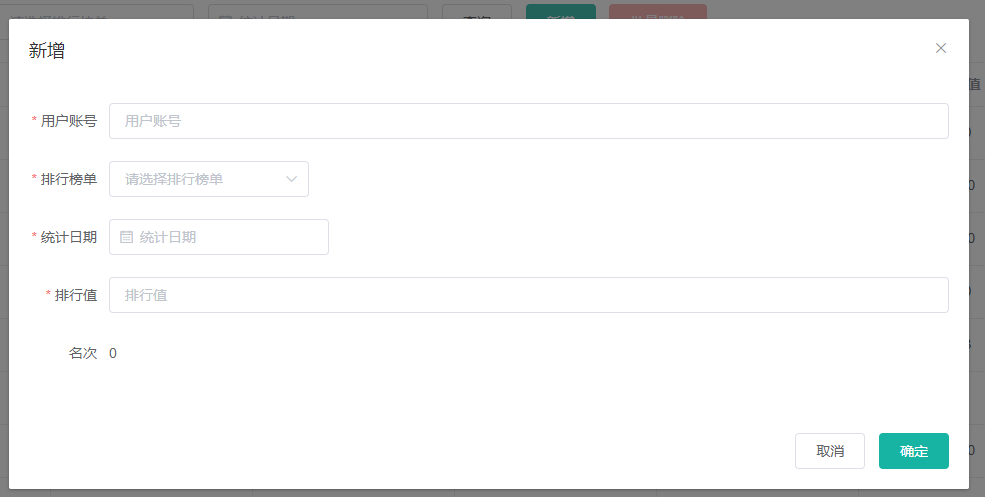 新增
* 用户账号 用户账号
* 排行榜单 请选择排行榜单
* 统计日期 统计日期
* 排行值 排行值
名次 0
取消 确定